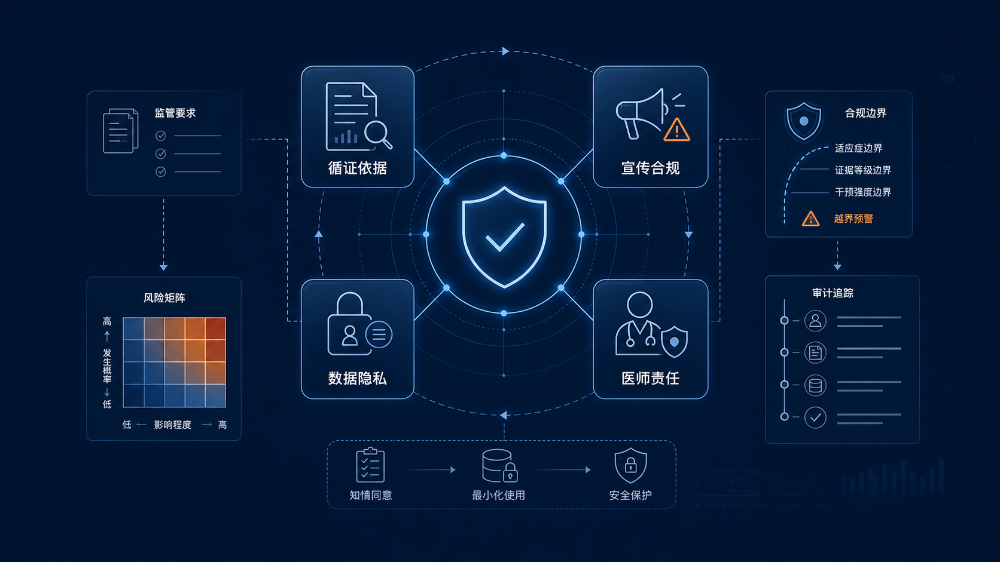 监管要求
循证依据
宣传合规
合规边界
适应症边界
证据等级边界
干预强度边界
越界预警
风险矩阵
高
发生概率
低
低 影响程度 高
数据隐私
医师责任
审计追踪
知情同意
最小化使用
安全保护